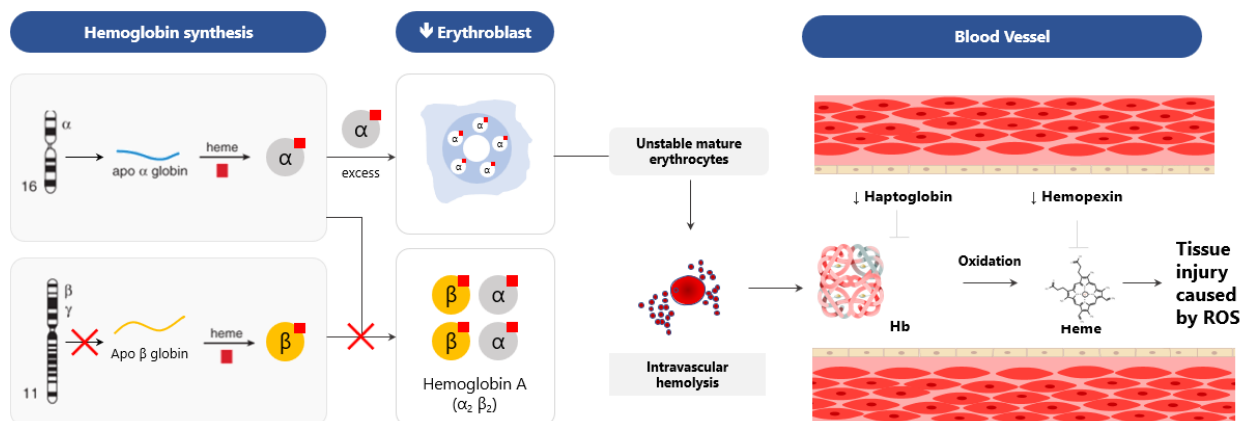 Hemoglobin synthesis
🡻 Erythroblast
Blood Vessel
α
16
apo α globin
heme
α
α
excess
α
α
α
α
α
Unstable mature
erythrocytes
↓ Haptoglobin
↓ Hemopexin
β
γ
11
Apo β globin
heme
β
β
α
β
α
Hemoglobin A
(α₂ β₂)
Intravascular
hemolysis
Hb
Oxidation
Heme
Tissue
injury
caused
by ROS